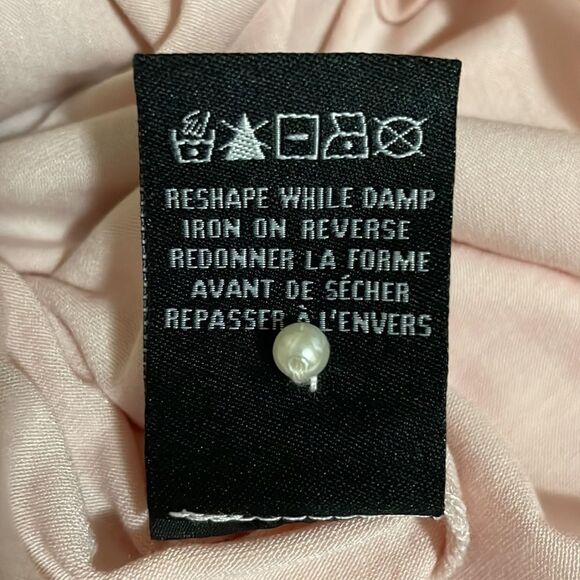 RESHAPE WHILE DAMP
IRON ON REVERSE
REDONNER LA FORME
AVANT DE SÉCHER
REPASSER À L'ENVERS